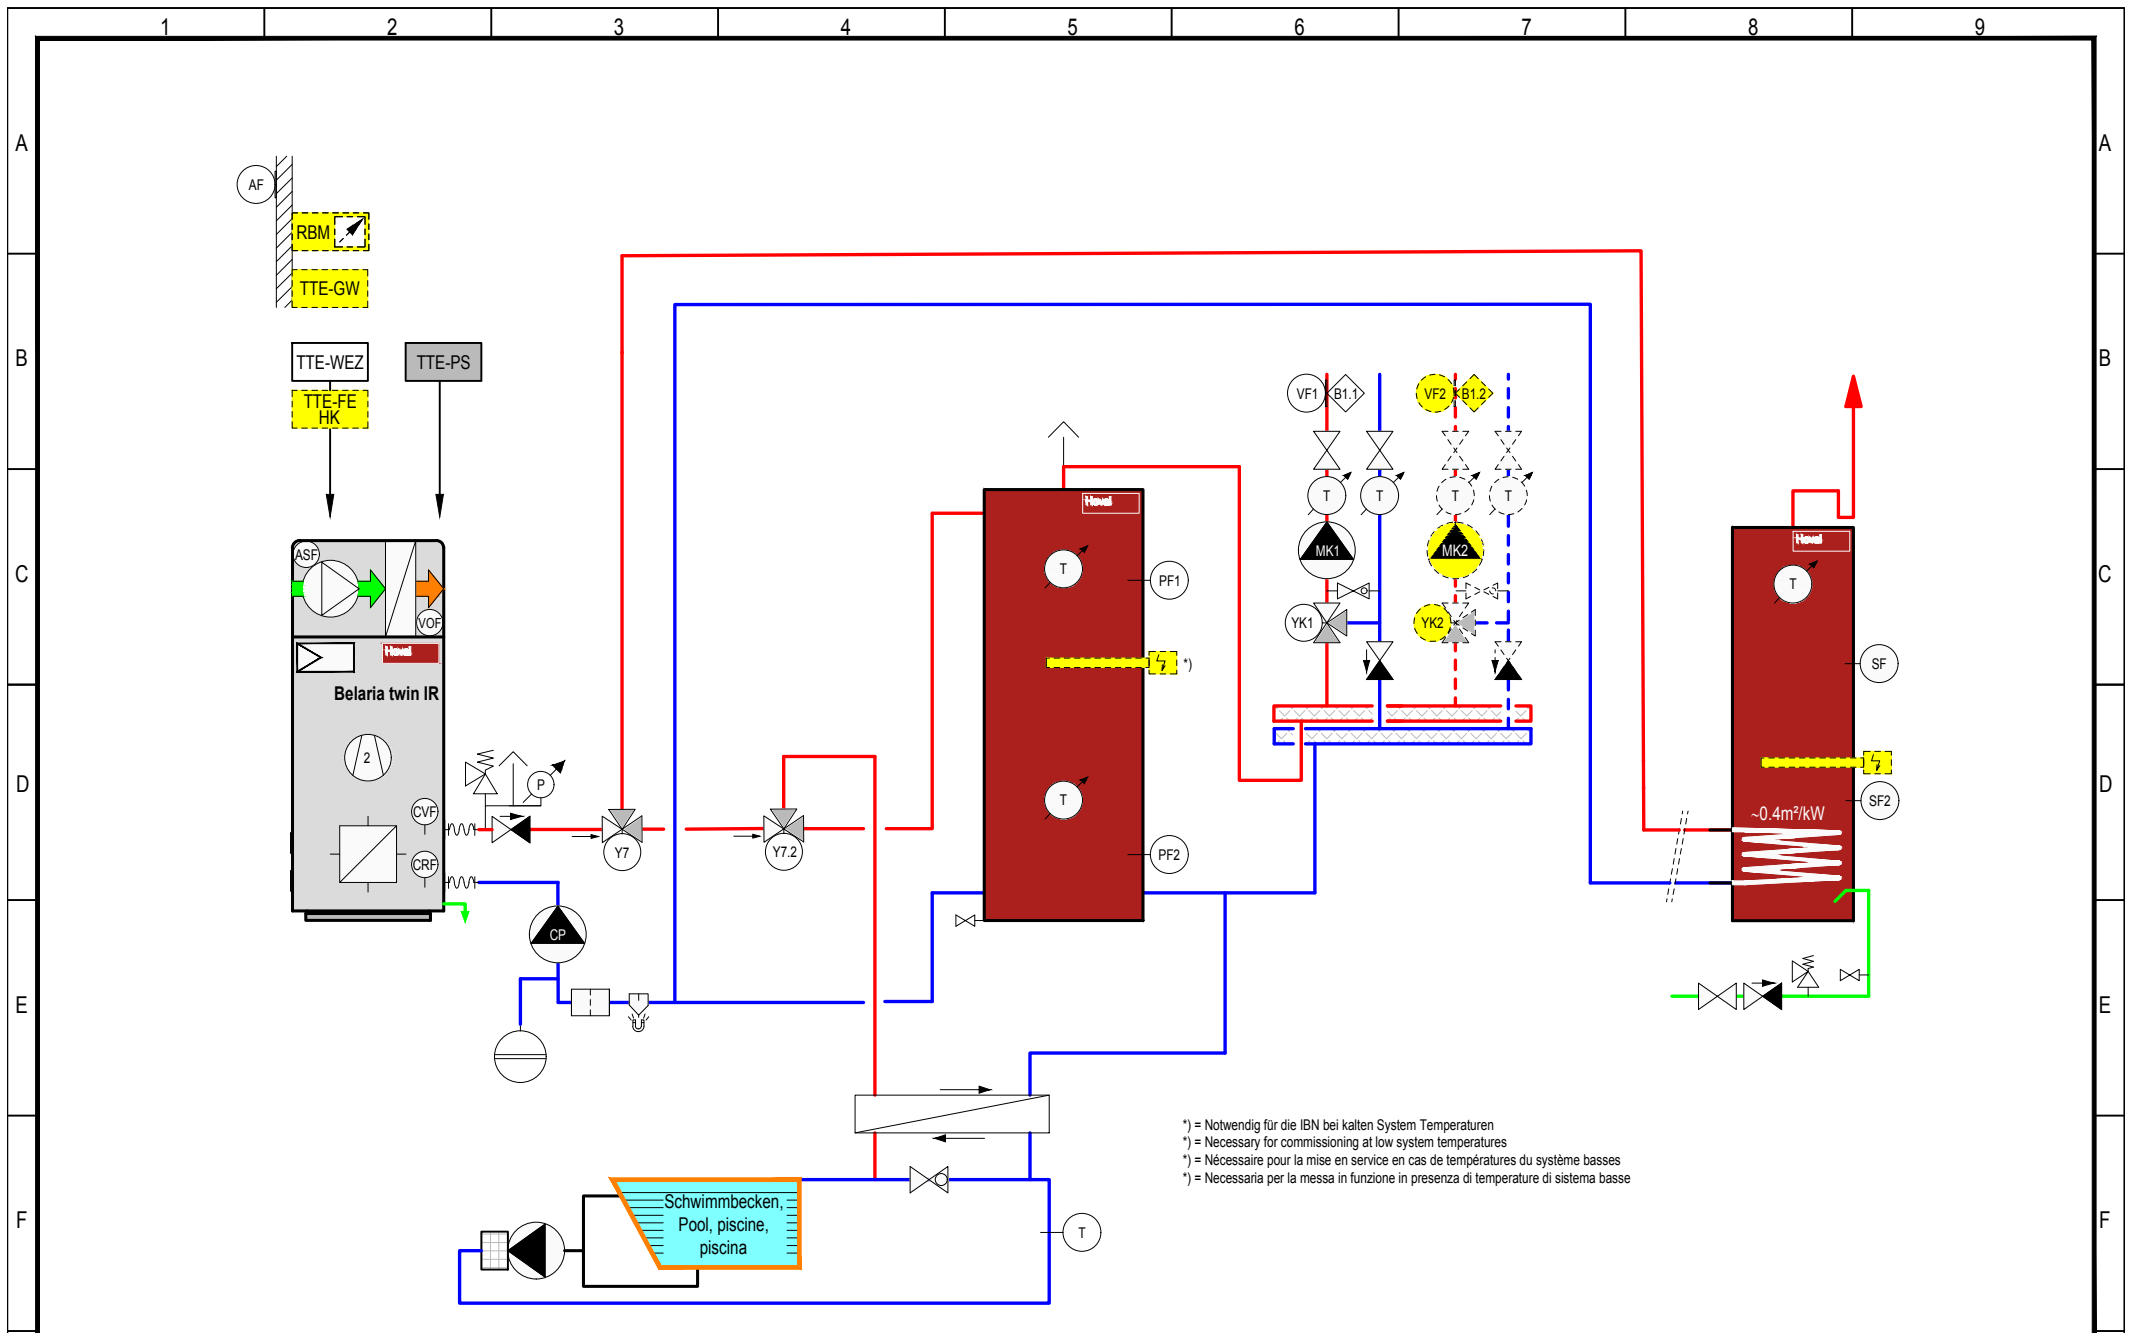 1 2 3 4 5 6 7 8 9
A A
AF
RBM
TTE-GW
B B
TTE-WEZ TTE-PS
TTE-FE
HK
VF1 B1.1 VF2 B1.2
T T T T
Hoval
Hoval
C C
ASF
MK1 MK2
T PF1
T
VOF
YK1 YK2
Hoval
*)
SF
Belaria twin IR
2
D D
P
T
SF2
CVF
~0.4m²/kW
Y7 Y7.2
CRF
PF2
CP
E E
*) = Notwendig für die IBN bei kalten System Temperaturen
*) = Necessary for commissioning at low system temperatures
*) = Nécessaire pour la mise en service en cas de températures du système basses
*) = Necessaria per la messa in funzione in presenza di temperature di sistema basse
F F
Schwimmbecken,
Pool, piscine,
piscina
T